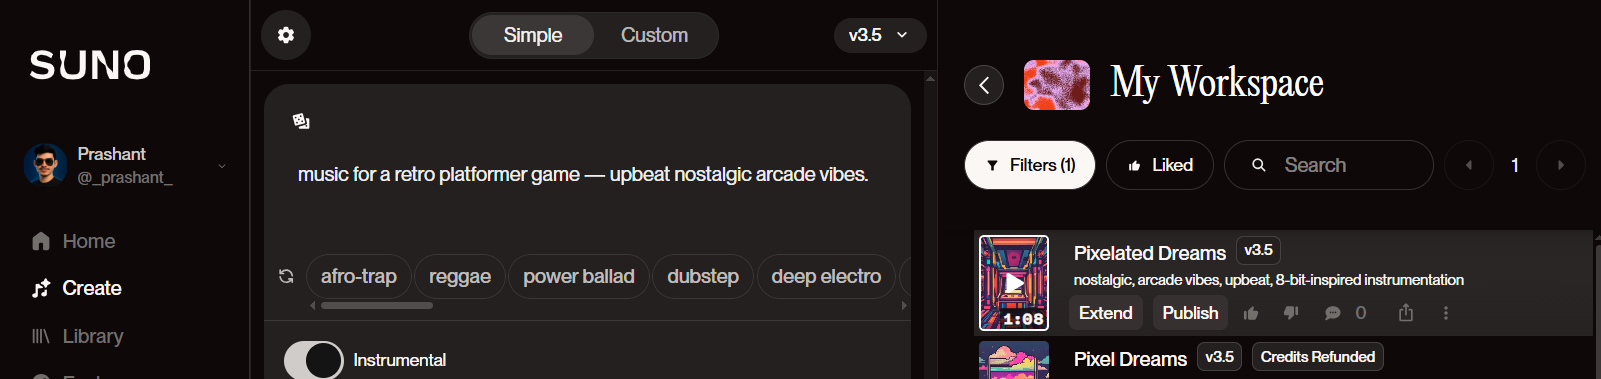 SUNO
Prashant
@_prashant_
Home
Create
Library
Simple
Custom
v3.5
music for a retro platformer game — upbeat nostalgic arcade vibes.
afro-trap
reggae
power ballad
dubstep
deep electro
Instrumental
My Workspace
Filters (1)
Liked
Search
1
Pixelated Dreams v3.5
nostalgic, arcade vibes, upbeat, 8-bit-inspired instrumentation
1:08
Extend
Publish
0
Pixel Dreams v3.5 Credits Refunded